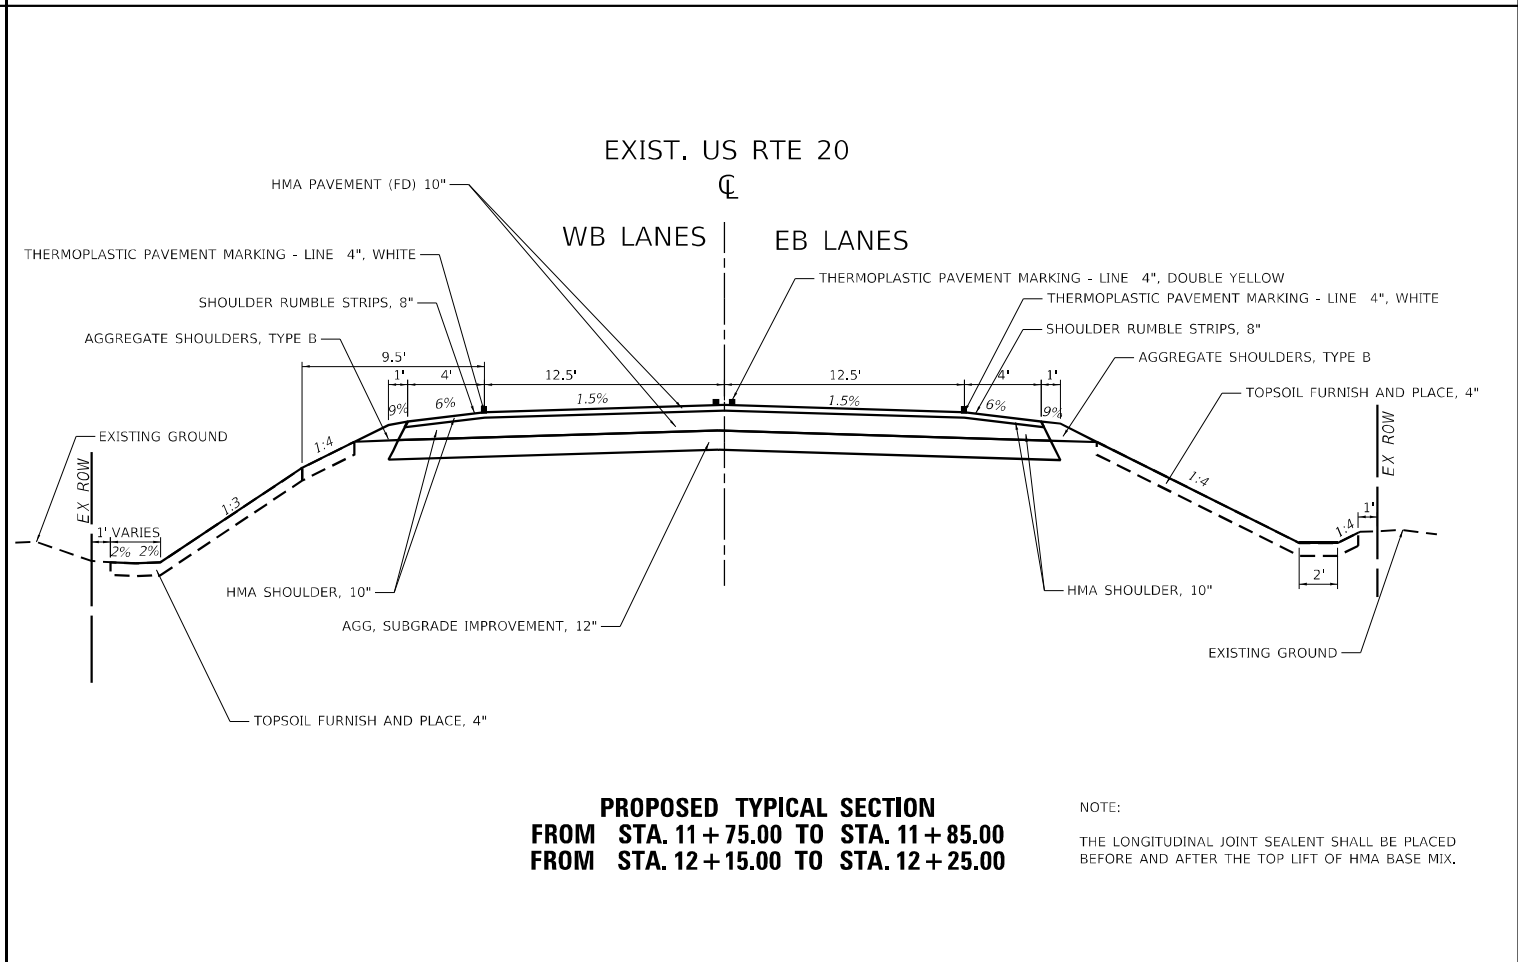 EXIST. US RTE 20
℄
HMA PAVEMENT (FD) 10"
WB LANES
EB LANES
THERMOPLASTIC PAVEMENT MARKING - LINE 4", WHITE
THERMOPLASTIC PAVEMENT MARKING - LINE 4", DOUBLE YELLOW
SHOULDER RUMBLE STRIPS, 8"
THERMOPLASTIC PAVEMENT MARKING - LINE 4", WHITE
AGGREGATE SHOULDERS, TYPE B
SHOULDER RUMBLE STRIPS, 8"
AGGREGATE SHOULDERS, TYPE B
9.5'
1'
4'
12.5'
12.5'
4'
1'
TOPSOIL FURNISH AND PLACE, 4"
9%
6%
1.5%
1.5%
6%
9%
EXISTING GROUND
1:4
EX ROW
EX ROW
1:3
1:4
1'
VARIES
2%
2%
1:4
1'
2'
HMA SHOULDER, 10"
HMA SHOULDER, 10"
AGG, SUBGRADE IMPROVEMENT, 12"
EXISTING GROUND
TOPSOIL FURNISH AND PLACE, 4"
PROPOSED TYPICAL SECTION
FROM STA. 11+75.00 TO STA. 11+85.00
FROM STA. 12+15.00 TO STA. 12+25.00
NOTE:
THE LONGITUDINAL JOINT SEALENT SHALL BE PLACED
BEFORE AND AFTER THE TOP LIFT OF HMA BASE MIX.